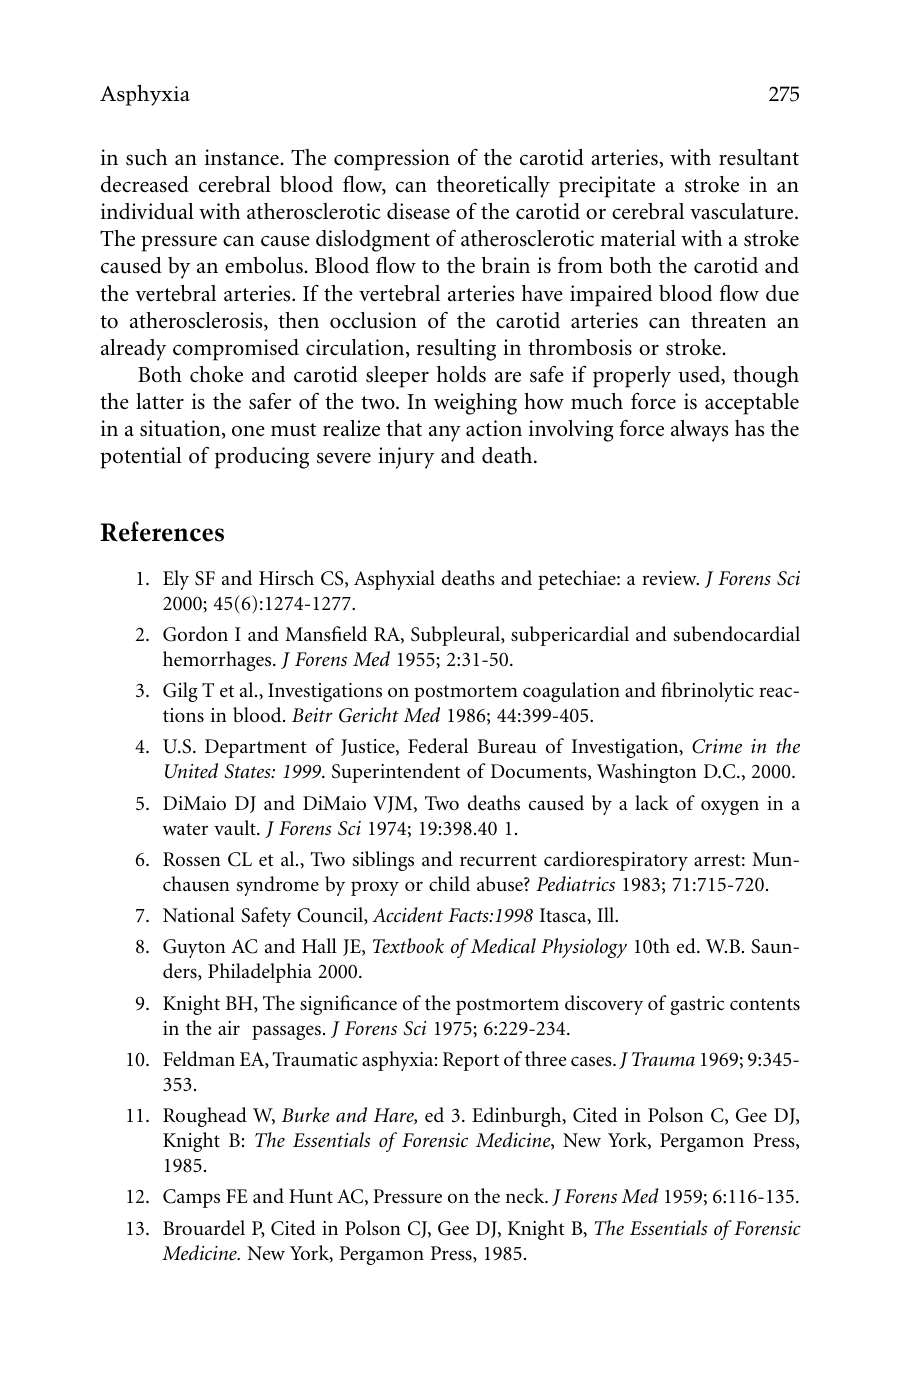 Asphyxia 275
in such an instance. The compression of the carotid arteries, with resultant
decreased cerebral blood flow, can theoretically precipitate a stroke in an
individual with atherosclerotic disease of the carotid or cerebral vasculature.
The pressure can cause dislodgment of atherosclerotic material with a stroke
caused by an embolus. Blood flow to the brain is from both the carotid and
the vertebral arteries. If the vertebral arteries have impaired blood flow due
to atherosclerosis, then occlusion of the carotid arteries can threaten an
already compromised circulation, resulting in thrombosis or stroke.
Both choke and carotid sleeper holds are safe if properly used, though
the latter is the safer of the two. In weighing how much force is acceptable
in a situation, one must realize that any action involving force always has the
potential of producing severe injury and death.
References
1. Ely SF and Hirsch CS, Asphyxial deaths and petechiae: a review. J Forens Sci
2000; 45(6):1274-1277.
2. Gordon I and Mansfield RA, Subpleural, subpericardial and subendocardial
hemorrhages. J Forens Med 1955; 2:31-50.
3. Gilg T et al., Investigations on postmortem coagulation and fibrinolytic reac-
tions in blood. Beitr Gericht Med 1986; 44:399-405.
4. U.S. Department of Justice, Federal Bureau of Investigation, Crime in the
United States: 1999. Superintendent of Documents, Washington D.C., 2000.
5. DiMaio DJ and DiMaio VJM, Two deaths caused by a lack of oxygen in a
water vault. J Forens Sci 1974; 19:398.40 1.
6. Rossen CL et al., Two siblings and recurrent cardiorespiratory arrest: Mun-
chausen syndrome by proxy or child abuse? Pediatrics 1983; 71:715-720.
7. National Safety Council, Accident Facts:1998 Itasca, Ill.
8. Guyton AC and Hall JE, Textbook of Medical Physiology 10th ed. W.B. Saun-
ders, Philadelphia 2000.
9. Knight BH, The significance of the postmortem discovery of gastric contents
in the air passages. J Forens Sci 1975; 6:229-234.
10. Feldman EA, Traumatic asphyxia: Report of three cases. J Trauma 1969; 9:345-
353.
11. Roughead W, Burke and Hare, ed 3. Edinburgh, Cited in Polson C, Gee DJ,
Knight B: The Essentials of Forensic Medicine, New York, Pergamon Press,
1985.
12. Camps FE and Hunt AC, Pressure on the neck. J Forens Med 1959; 6:116-135.
13. Brouardel P, Cited in Polson CJ, Gee DJ, Knight B, The Essentials of Forensic
Medicine. New York, Pergamon Press, 1985.